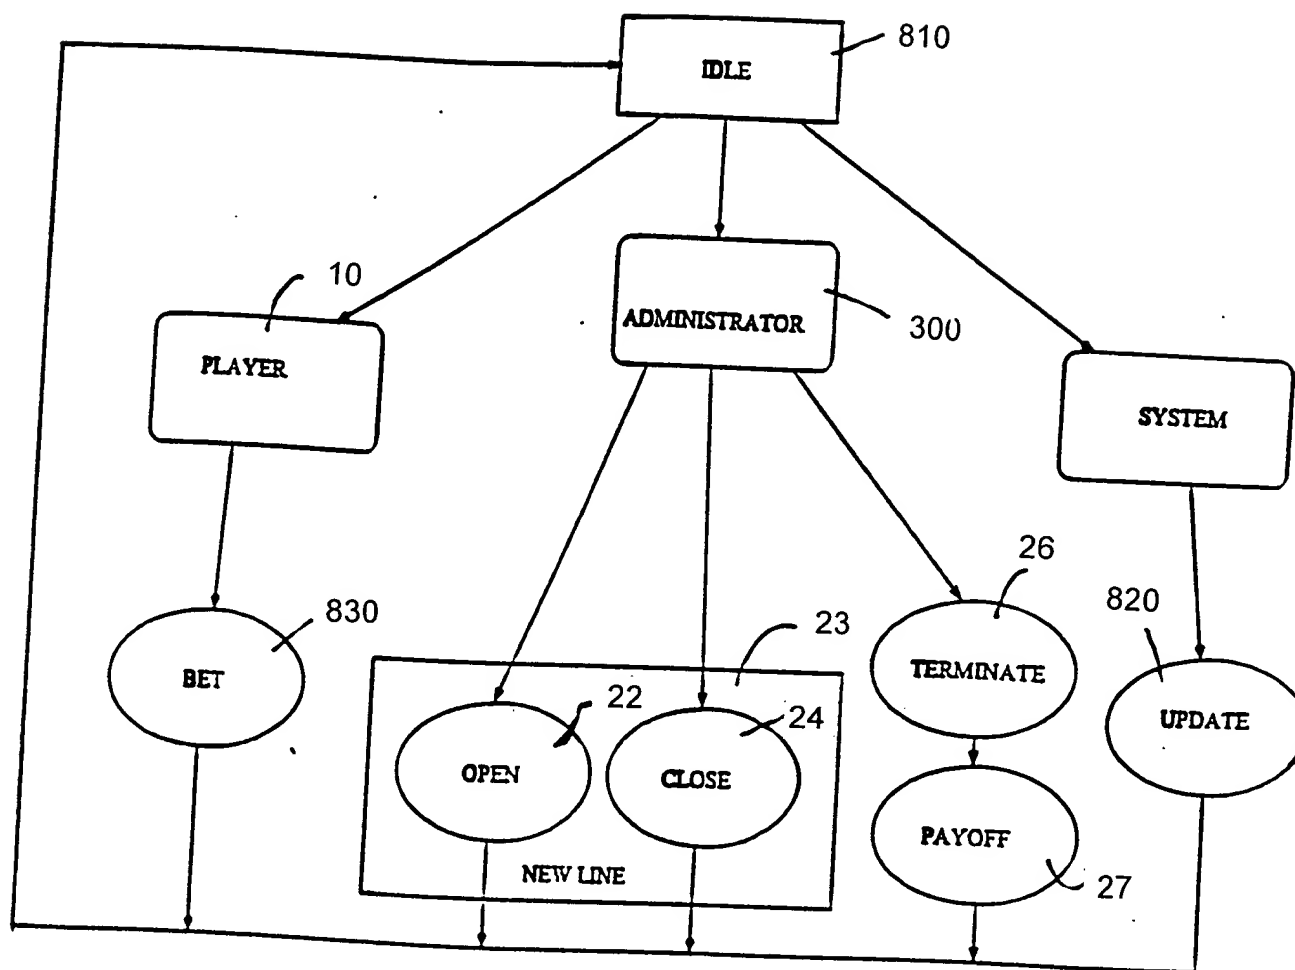 810
IDLE
10
300
ADMINISTRATOR
PLAYER
SYSTEM
26
830
820
23
BET
TERMINATE
22
24
UPDATE
OPEN
CLOSE
PAYOFF
NEW LINE
27